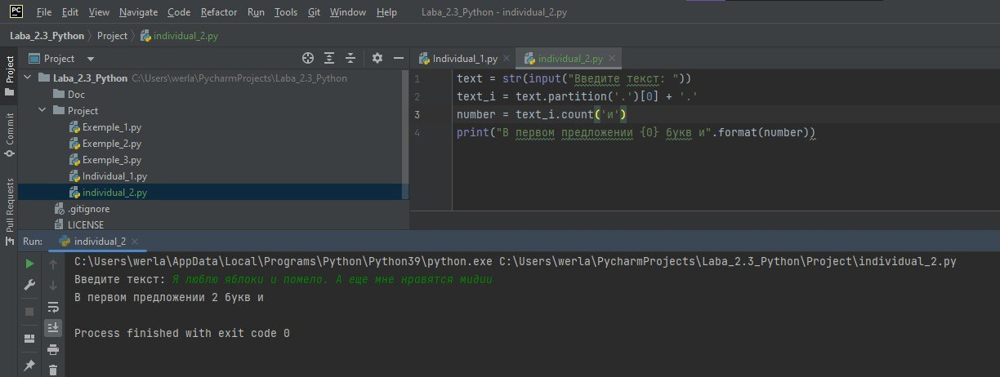 PC File Edit View Navigate Code Refactor Run Tools Git Window Help Laba_2.3_Python - individual_2.py
Laba_2.3_Python Project individual_2.py
Project
Commit
Pull Requests
Project
Laba_2.3_Python C:\Users\werla\PycharmProjects\Laba_2.3_Python
Doc
Project
Exemple_1.py
Exemple_2.py
Exemple_3.py
Individual_1.py
individual_2.py
.gitignore
LICENSE
Individual_1.py individual_2.py
1 text = str(input("Введите текст: "))
2 text_i = text.partition('.')[0] + '.'
3 number = text_i.count('и')
4 print("В первом предложении {0} букв и".format(number))
Run: individual_2
C:\Users\werla\AppData\Local\Programs\Python\Python39\python.exe C:\Users\werla\PycharmProjects\Laba_2.3_Python\Project\individual_2.py
Введите текст: Я люблю яблоки и помело. А еще мне нравятся мидии
В первом предложении 2 букв и
Process finished with exit code 0